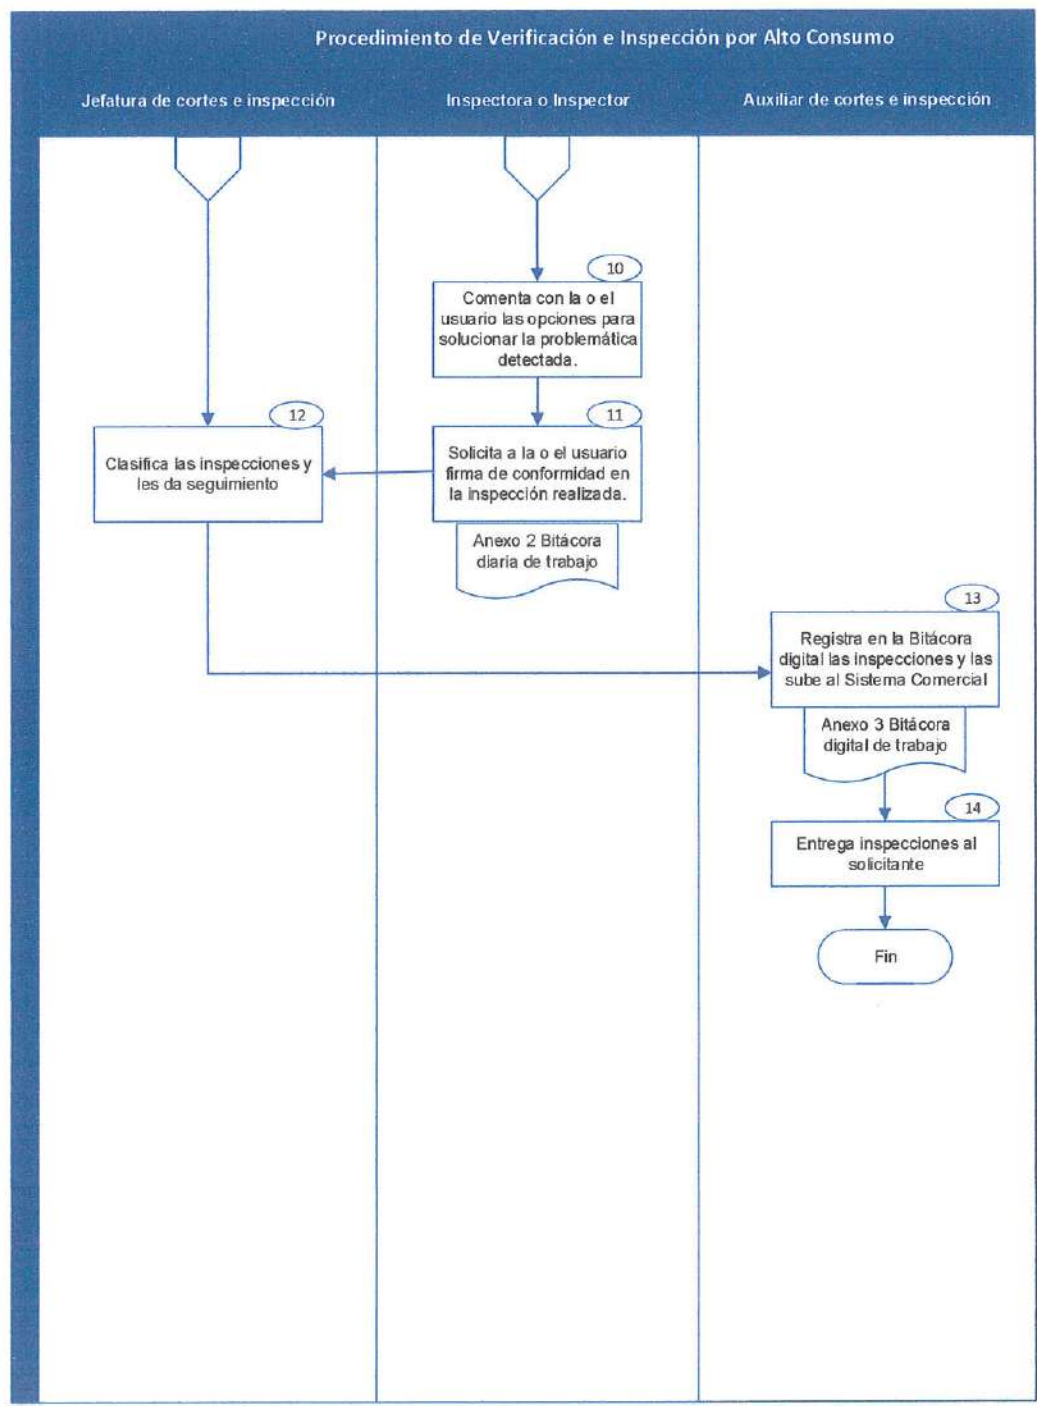 Procedimiento de Verificación e Inspección por Alto Consumo
Jefatura de cortes e inspección
Inspectora o Inspector
Auxiliar de cortes e inspección
10
Comenta con la o el
usuario las opciones para
solucionar la problemática
detectada.
12
Clasifica las inspecciones y
les da seguimiento
11
Solicita a la o el usuario
firma de conformidad en
la inspección realizada.
Anexo 2 Bitácora
diaria de trabajo
13
Registra en la Bitácora
digital las inspecciones y las
sube al Sistema Comercial
Anexo 3 Bitácora
digital de trabajo
14
Entrega inspecciones al
solicitante
Fin